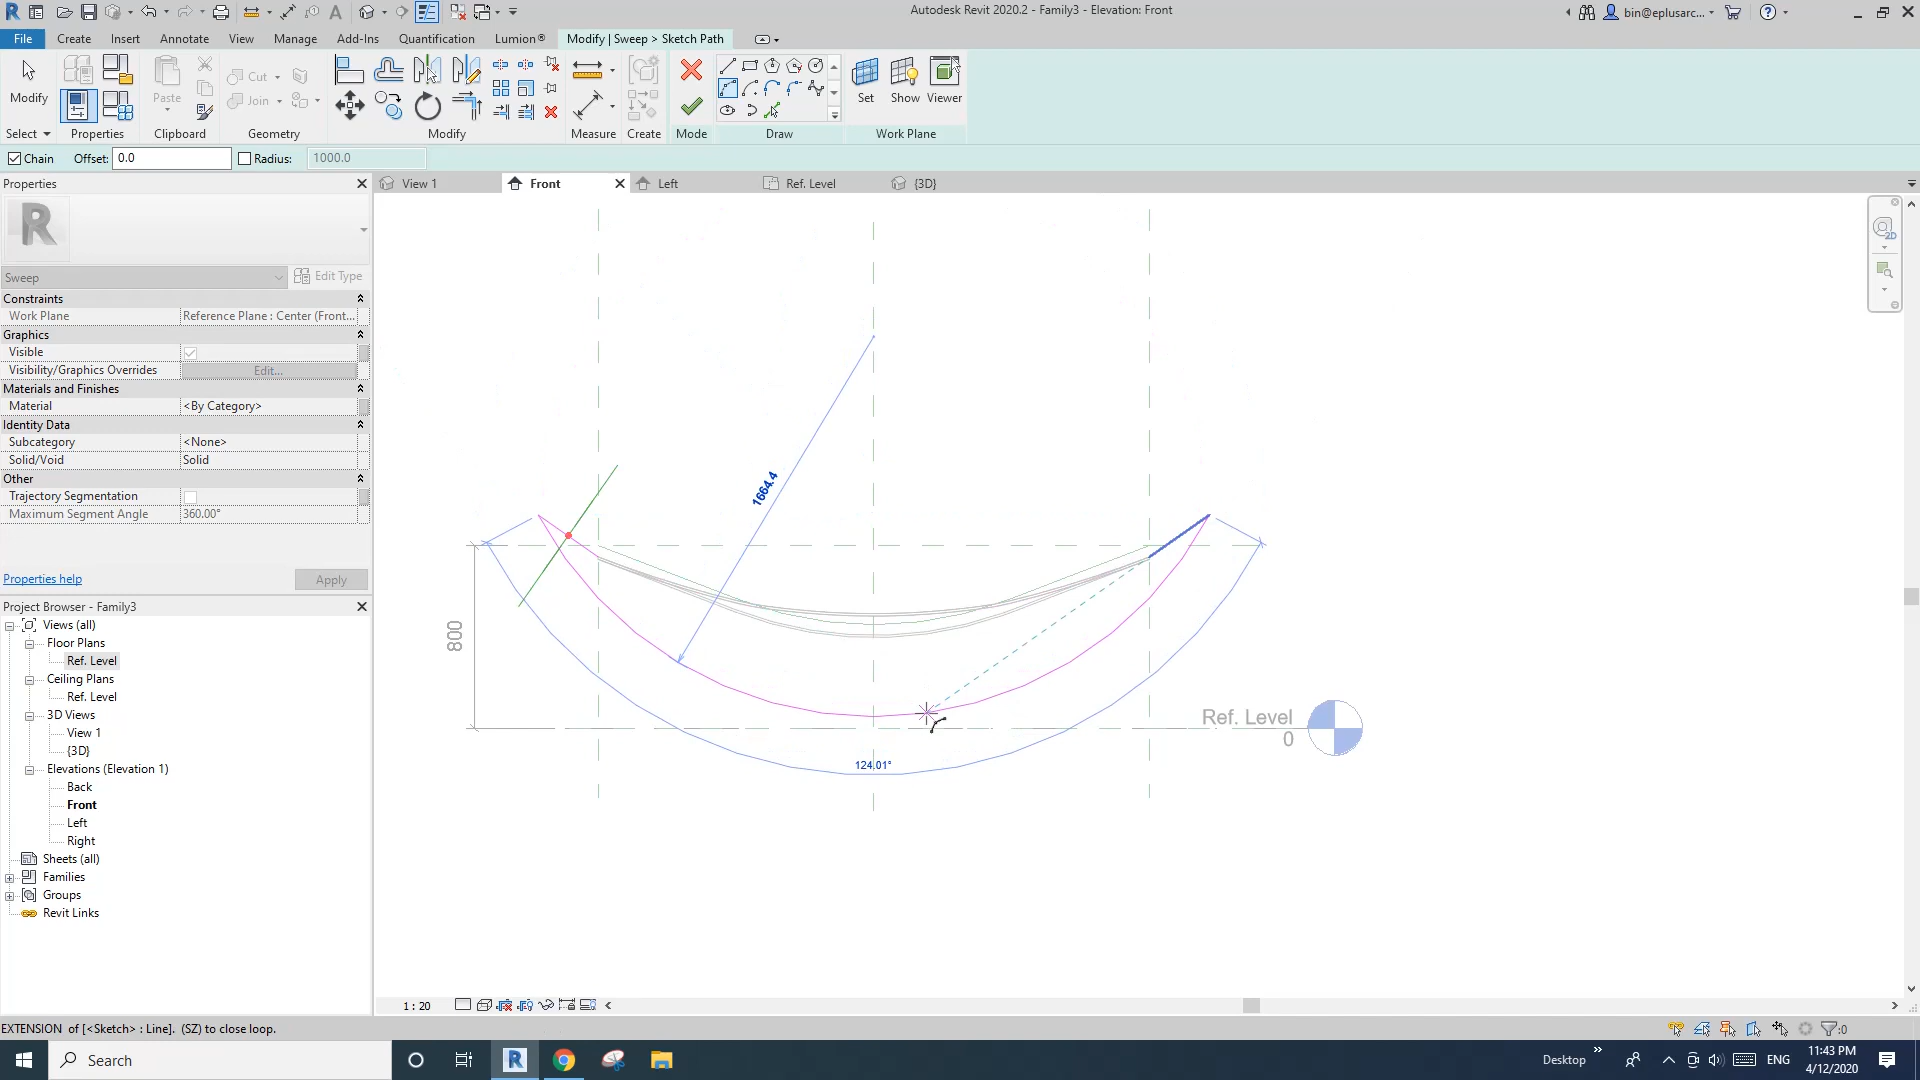 Autodesk Revit 2020.2 - Family3 - Elevation: Front
bin@eplusarc...
File
Create
Insert
Annotate
View
Manage
Add-Ins
Quantification
Lumion®
Modify | Sweep > Sketch Path
Modify
Paste
Cut
Join
Set
Show
Viewer
Select
Properties
Clipboard
Geometry
Modify
Measure
Create
Mode
Draw
Work Plane
Chain
Offset:
0.0
Radius:
1000.0
Properties
View 1
Front
Left
Ref. Level
{3D}
Sweep
Edit Type
Constraints
Work Plane
Reference Plane : Center (Front...
Graphics
Visible
Visibility/Graphics Overrides
Edit...
Materials and Finishes
Material
<By Category>
Identity Data
Subcategory
<None>
Solid/Void
Solid
Other
Trajectory Segmentation
Maximum Segment Angle
360.00°
Properties help
Apply
Project Browser - Family3
Views (all)
Floor Plans
Ref. Level
Ceiling Plans
Ref. Level
3D Views
View 1
{3D}
Elevations (Elevation 1)
Back
Front
Left
Right
Sheets (all)
Families
Groups
Revit Links
1664.4
800
124.01°
Ref. Level
0
1 : 20
EXTENSION of [<Sketch> : Line]. (SZ) to close loop.
:0
Search
Desktop
ENG
11:43 PM
4/12/2020